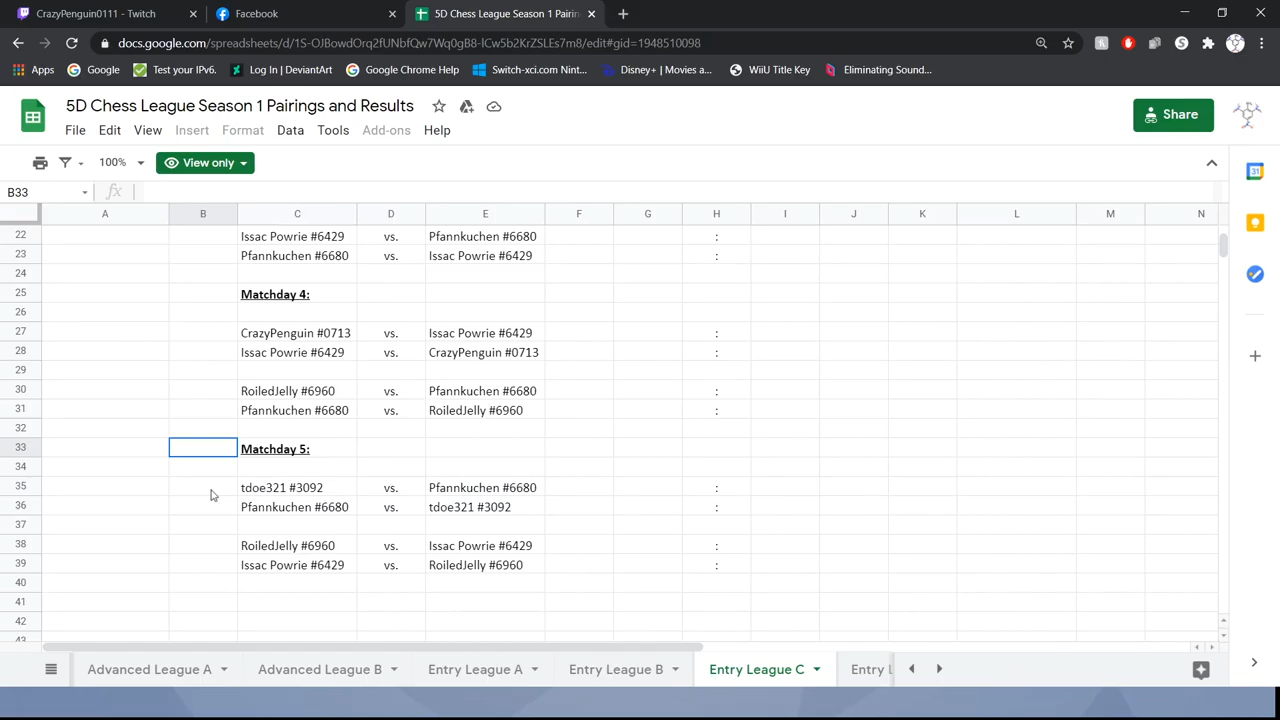 CrazyPenguin0111 - Twitch
Facebook
5D Chess League Season 1 Pairin
docs.google.com/spreadsheets/d/1S-OJBowdOrq2fUNbfQw7Wq0gB8-lCw5b2KrZSLEs7m8/edit#gid=1948510098
Apps Google Test your IPv6. Log In | DeviantArt Google Chrome Help Switch-xci.com Nint... Disney+ | Movies a... WiiU Title Key Eliminating Sound...
5D Chess League Season 1 Pairings and Results
Share
File Edit View Insert Format Data Tools Add-ons Help
100% View only
31
B33 fx
A B C D E F G H I J K L M N
22 Issac Powrie #6429 vs. Pfannkuchen #6680 :
23 Pfannkuchen #6680 vs. Issac Powrie #6429 :
24
25 Matchday 4:
26
27 CrazyPenguin #0713 vs. Issac Powrie #6429 :
28 Issac Powrie #6429 vs. CrazyPenguin #0713 :
29
30 RoiledJelly #6960 vs. Pfannkuchen #6680 :
31 Pfannkuchen #6680 vs. RoiledJelly #6960 :
32
33 Matchday 5:
34
35 tdoe321 #3092 vs. Pfannkuchen #6680 :
36 Pfannkuchen #6680 vs. tdoe321 #3092 :
37
38 RoiledJelly #6960 vs. Issac Powrie #6429 :
39 Issac Powrie #6429 vs. RoiledJelly #6960 :
40
41
42
43
Advanced League A Advanced League B Entry League A Entry League B Entry League C Entry L